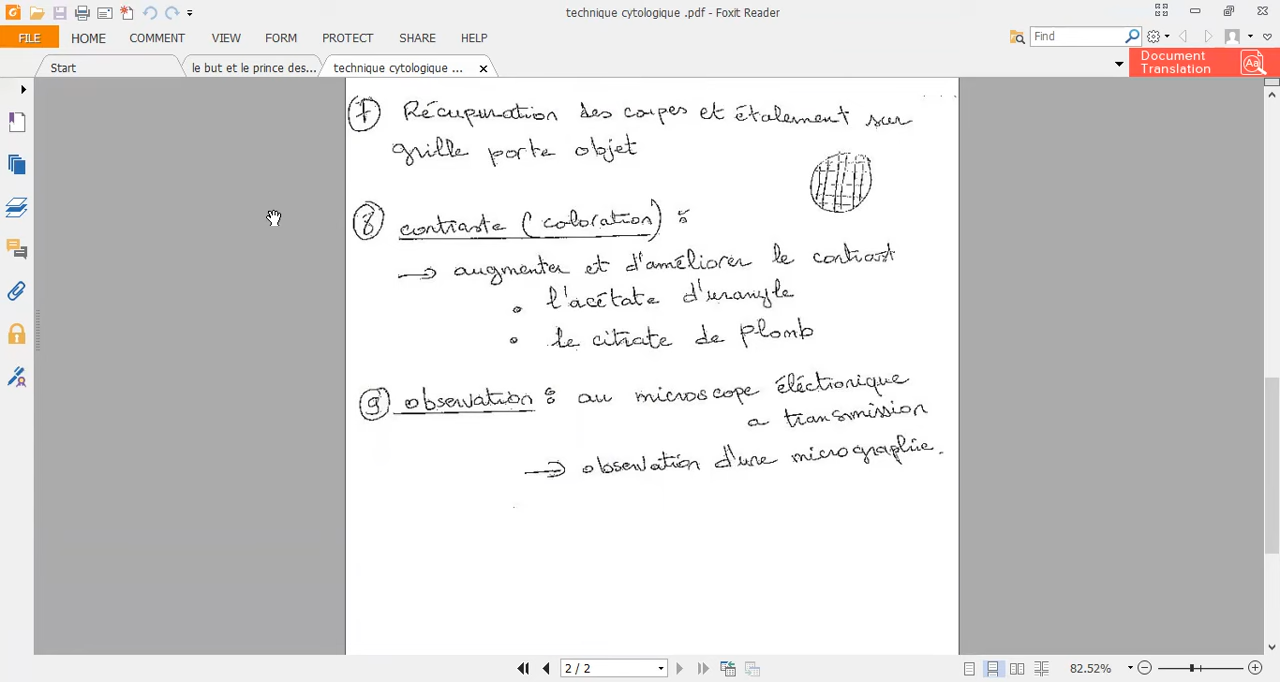 technique cytologique .pdf - Foxit Reader
FILE HOME COMMENT VIEW FORM PROTECT SHARE HELP
Find
Start
le but et le prince des...
technique cytologique ...
Document
Translation
7 Récuperation des coupes et étalement sur
grille porte objet
8 contraste (coloration) :
→ augmenter et d'améliorer le contrast
• l'acétate d'uranyle
• le citrate de plomb
9 observation : au microscope éléctronique
a transmission
→ observation d'une micrographie.
2 / 2
82.52%